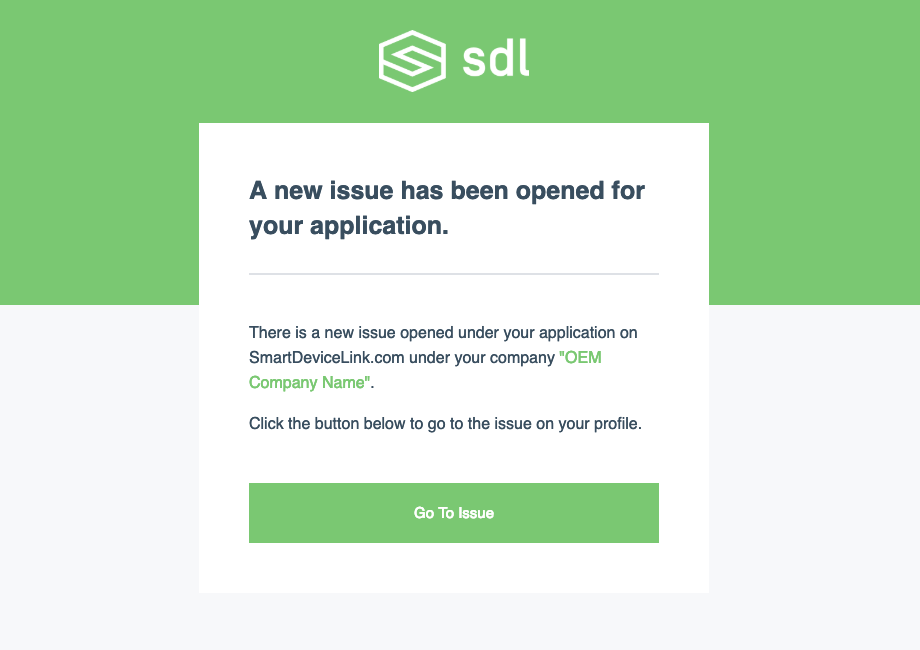 sdl
A new issue has been opened for
your application.
There is a new issue opened under your application on
SmartDeviceLink.com under your company "OEM
Company Name".
Click the button below to go to the issue on your profile.
Go To Issue